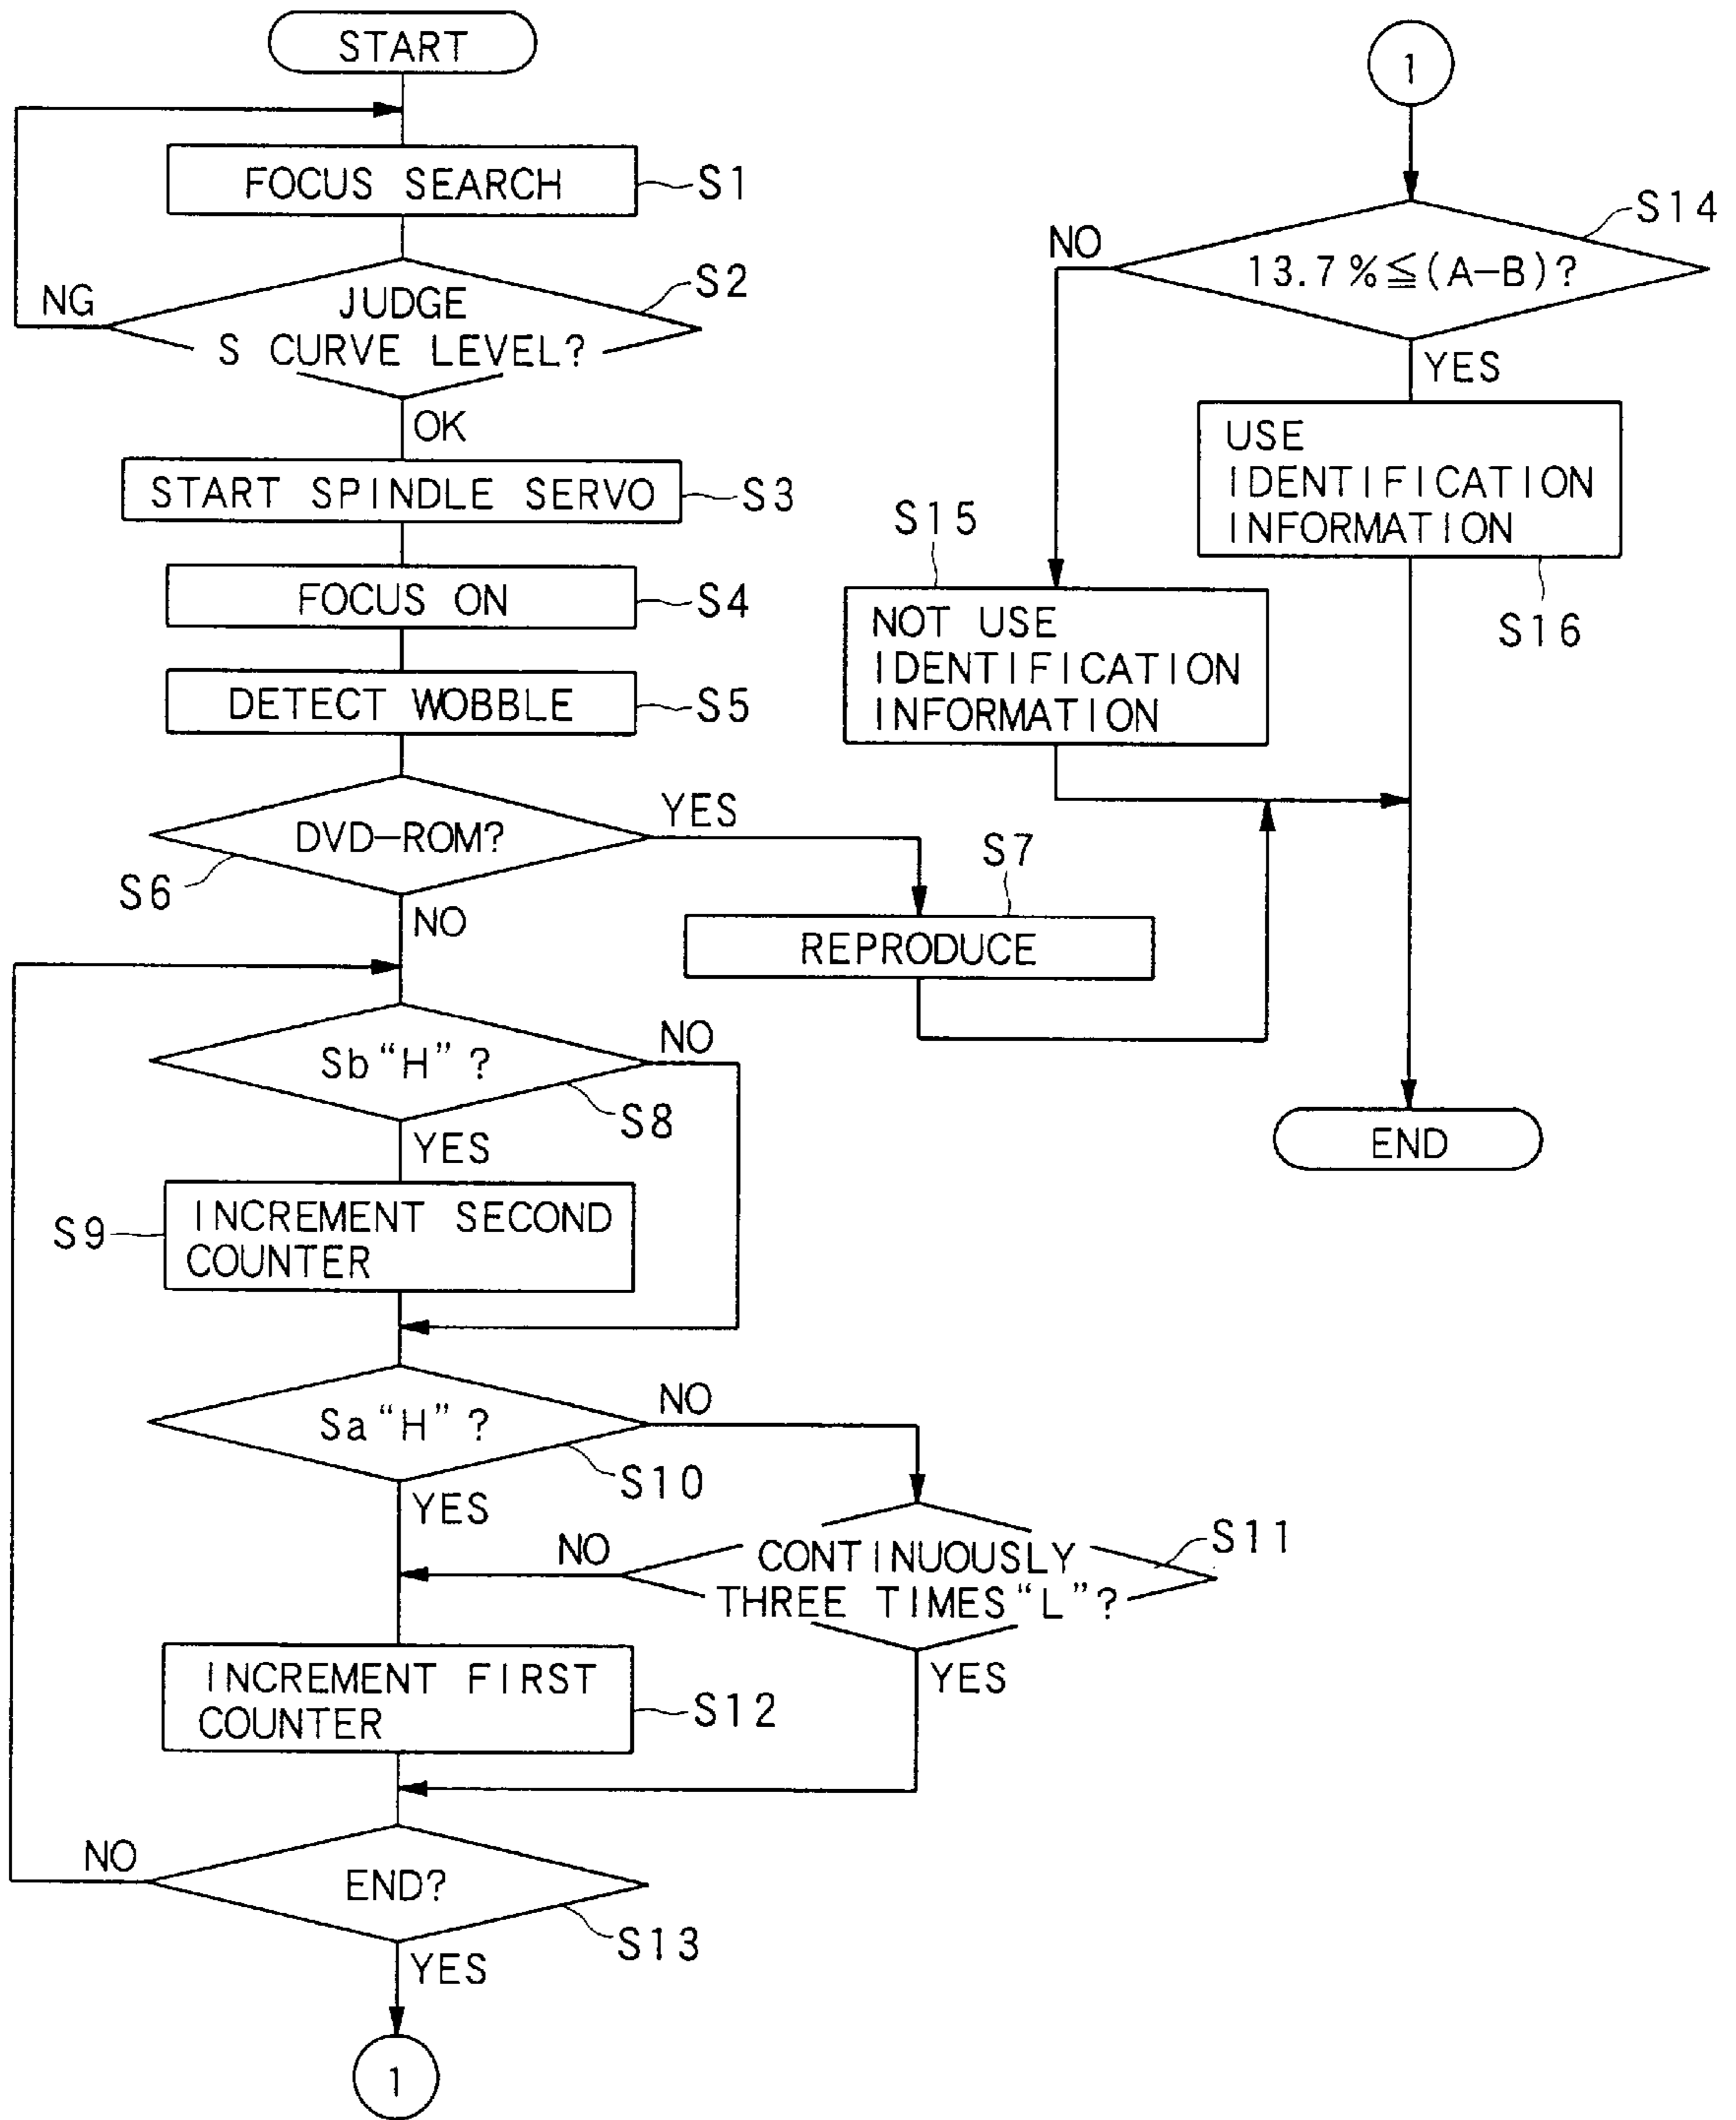 START
FOCUS SEARCH
S1
NG
JUDGE
S CURVE LEVEL?
S2
OK
START SPINDLE SERVO
S3
FOCUS ON
S4
DETECT WOBBLE
S5
DVD-ROM?
YES
S6
NO
S7
REPRODUCE
Sb "H" ?
NO
S8
YES
INCREMENT SECOND
COUNTER
S9
Sa "H" ?
NO
S10
YES
NO
CONTINUOUSLY
THREE TIMES "L"?
S11
YES
INCREMENT FIRST
COUNTER
S12
NO
END?
S13
YES
1
1
NO
13.7%≦(A-B)?
S14
YES
USE
IDENTIFICATION
INFORMATION
S16
S15
NOT USE
IDENTIFICATION
INFORMATION
END